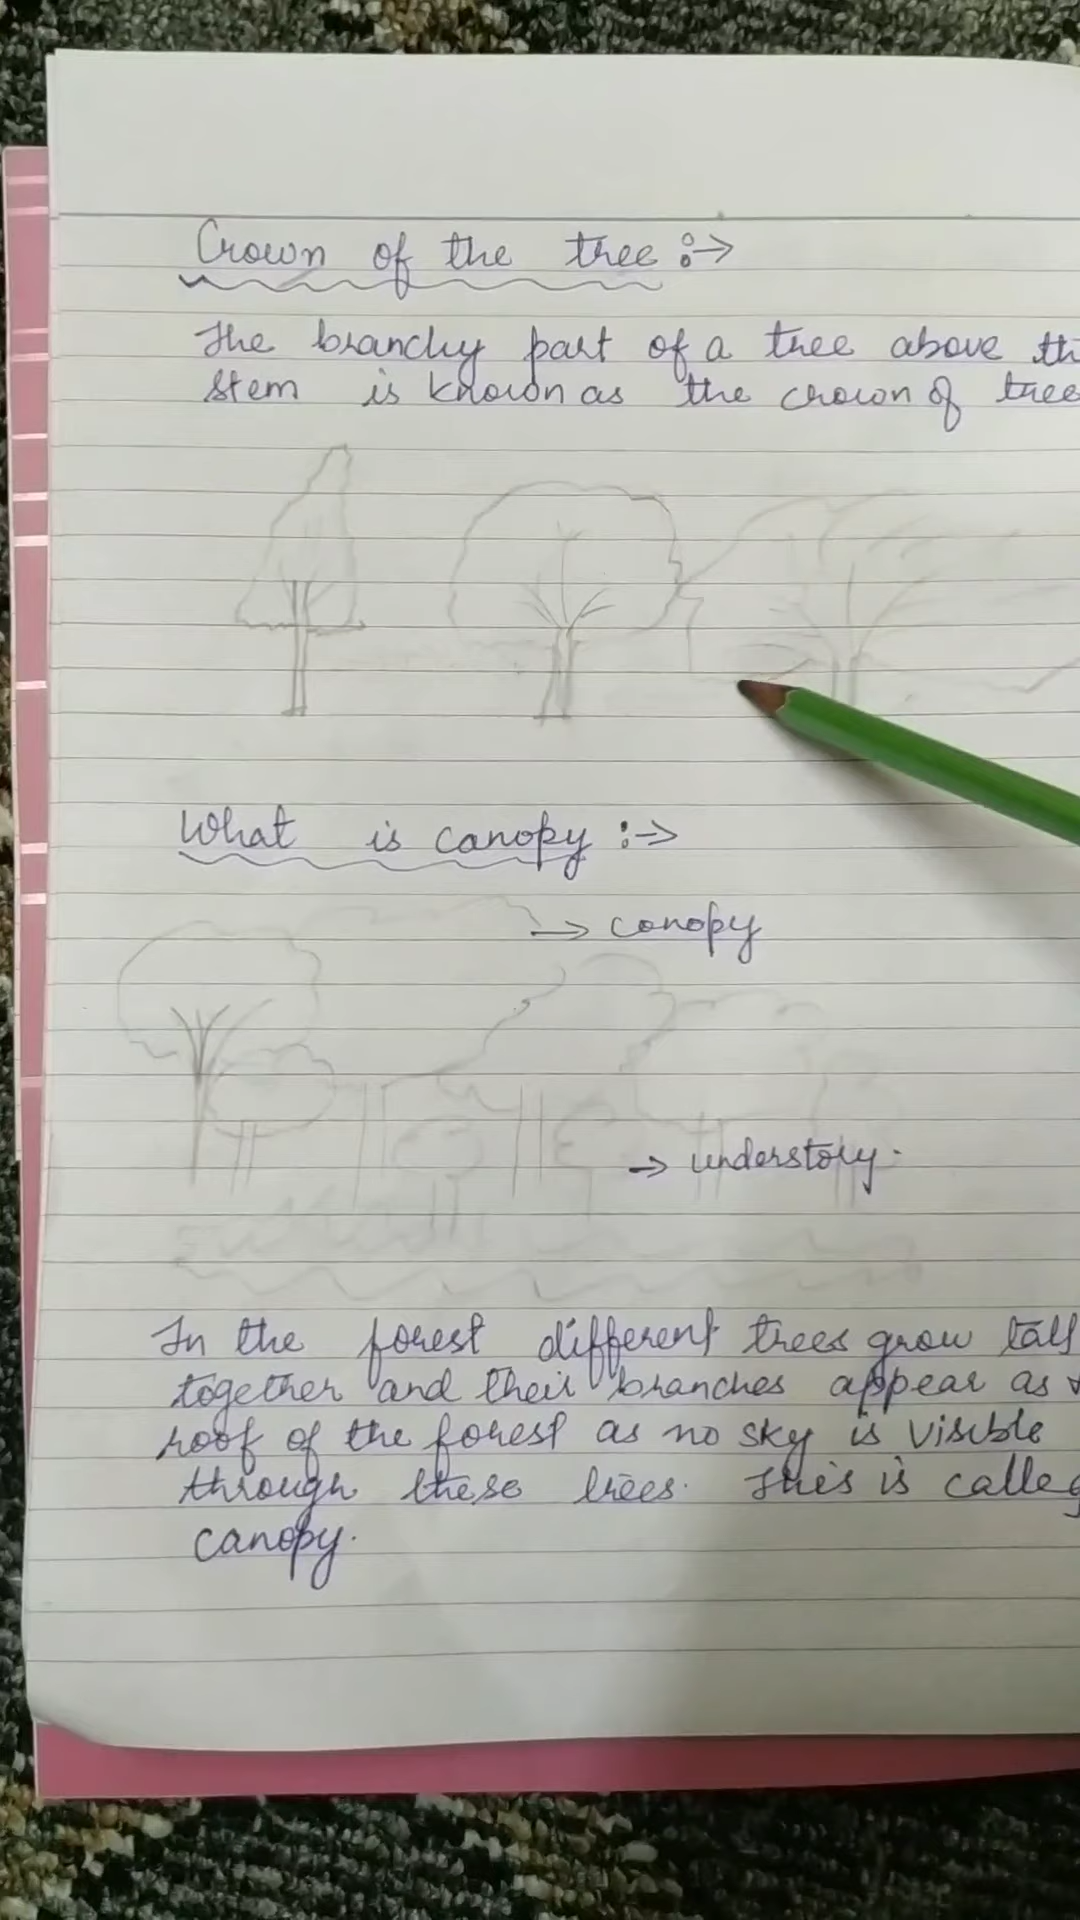 Crown of the tree :→
The branchy part of a tree above the
stem is known as the crown of tree
What is canopy :→
→ canopy
→ understory.
In the forest different trees grow tall
together and their branches appear as
roof of the forest as no sky is visible
through these trees. This is called
canopy.